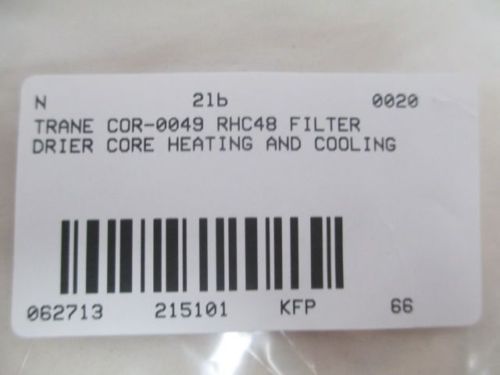 N 21b 0020
TRANE COR-0049 RHC48 FILTER
DRIER CORE HEATING AND COOLING
062713 215101 KFP 66